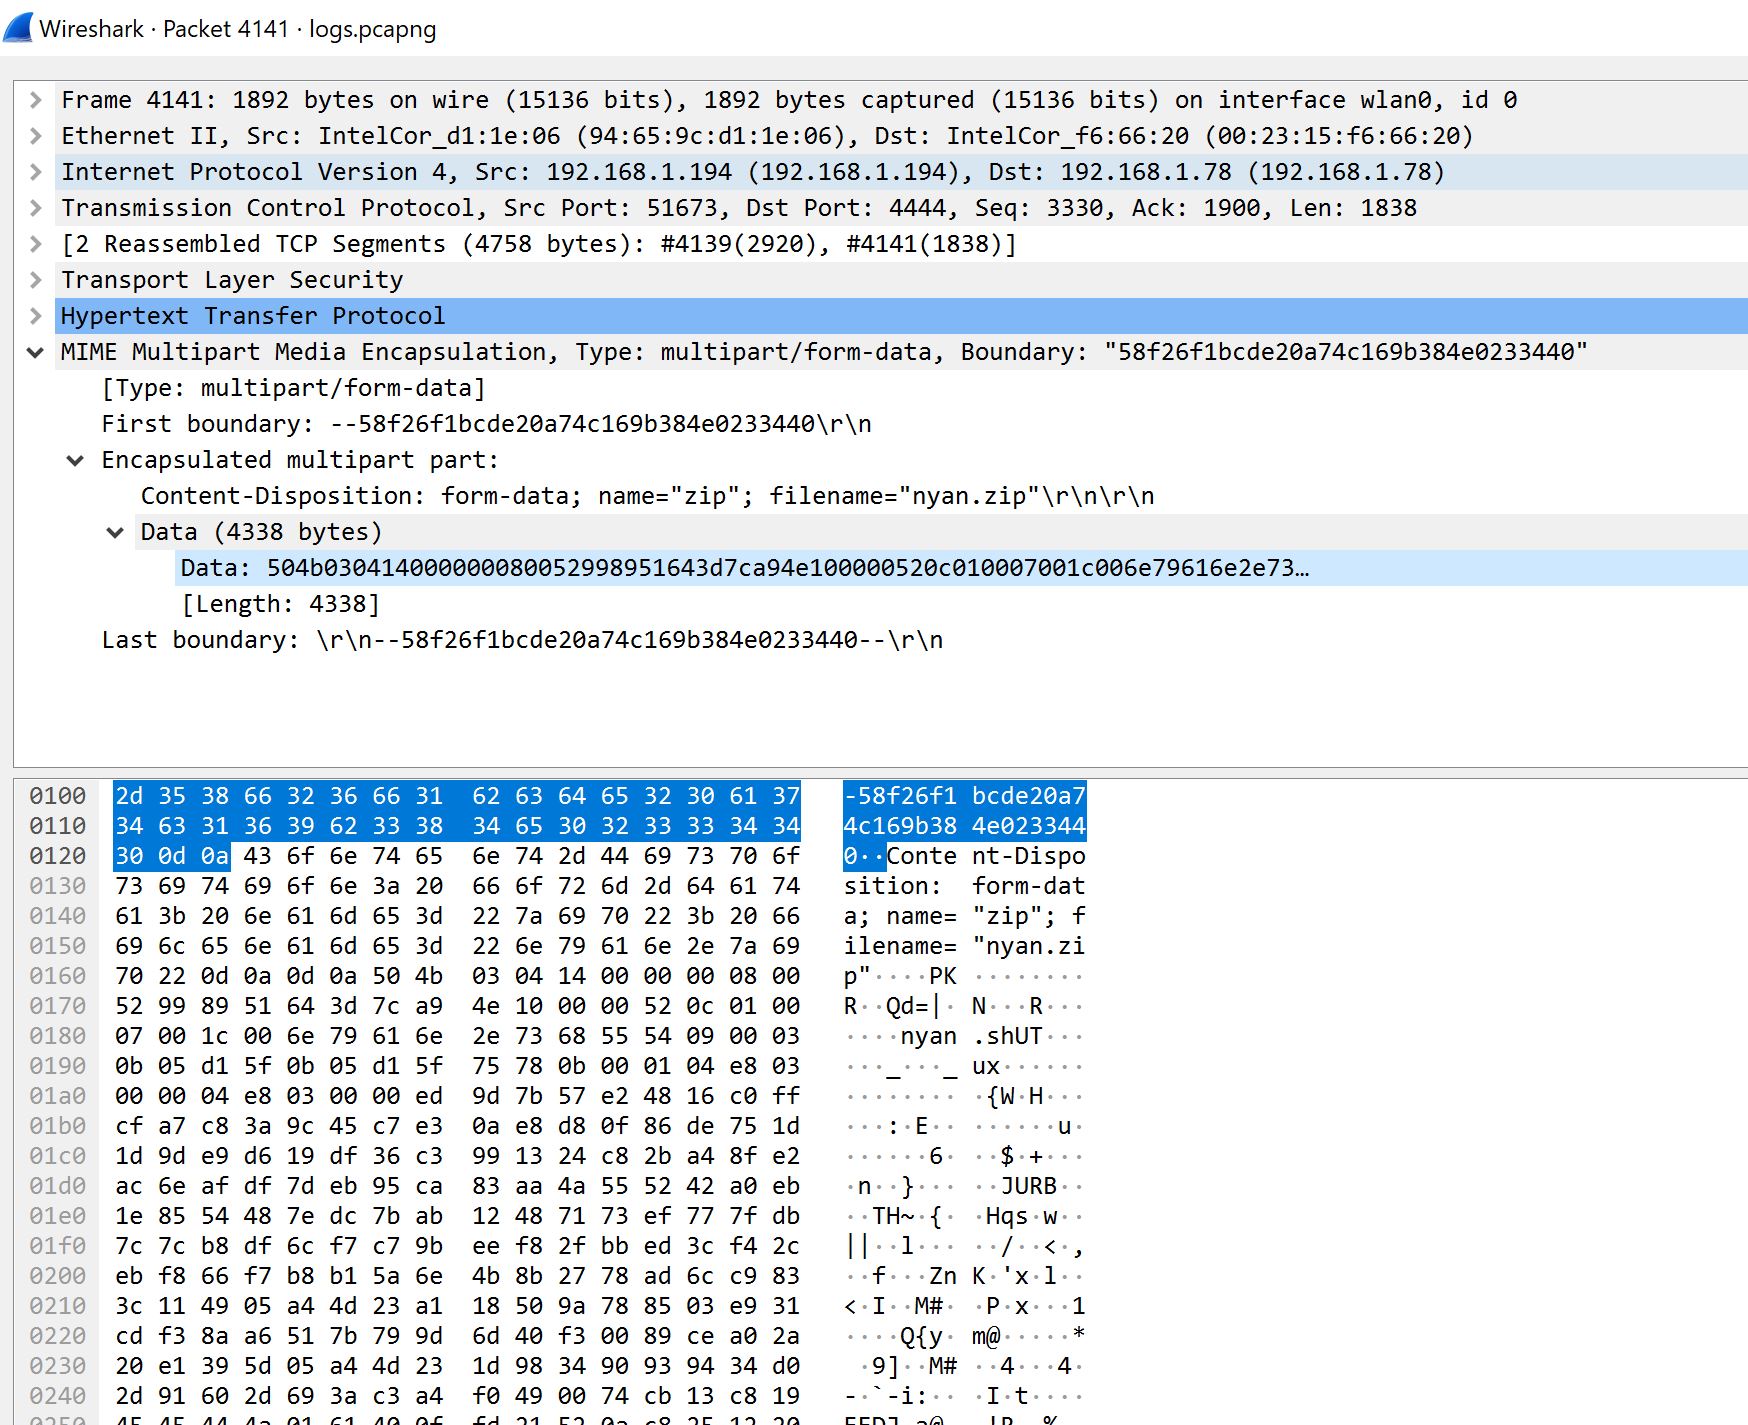 Wireshark · Packet 4141 · logs.pcapng
Frame 4141: 1892 bytes on wire (15136 bits), 1892 bytes captured (15136 bits) on interface wlan0, id 0
Ethernet II, Src: IntelCor_d1:1e:06 (94:65:9c:d1:1e:06), Dst: IntelCor_f6:66:20 (00:23:15:f6:66:20)
Internet Protocol Version 4, Src: 192.168.1.194 (192.168.1.194), Dst: 192.168.1.78 (192.168.1.78)
Transmission Control Protocol, Src Port: 51673, Dst Port: 4444, Seq: 3330, Ack: 1900, Len: 1838
[2 Reassembled TCP Segments (4758 bytes): #4139(2920), #4141(1838)]
Transport Layer Security
Hypertext Transfer Protocol
MIME Multipart Media Encapsulation, Type: multipart/form-data, Boundary: "58f26f1bcde20a74c169b384e0233440"
[Type: multipart/form-data]
First boundary: --58f26f1bcde20a74c169b384e0233440\r\n
Encapsulated multipart part:
Content-Disposition: form-data; name="zip"; filename="nyan.zip"\r\n\r\n
Data (4338 bytes)
Data: 504b030414000000080052998951643d7ca94e100000520c010007001c006e79616e2e73…
[Length: 4338]
Last boundary: \r\n--58f26f1bcde20a74c169b384e0233440--\r\n
0100 2d 35 38 66 32 36 66 31 62 63 64 65 32 30 61 37 -58f26f1 bcde20a7
0110 34 63 31 36 39 62 33 38 34 65 30 32 33 33 34 34 4c169b38 4e023344
0120 30 0d 0a 43 6f 6e 74 65 6e 74 2d 44 69 73 70 6f 0··Conte nt-Dispo
0130 73 69 74 69 6f 6e 3a 20 66 6f 72 6d 2d 64 61 74 sition: form-dat
0140 61 3b 20 6e 61 6d 65 3d 22 7a 69 70 22 3b 20 66 a; name= "zip"; f
0150 69 6c 65 6e 61 6d 65 3d 22 6e 79 61 6e 2e 7a 69 ilename= "nyan.zi
0160 70 22 0d 0a 0d 0a 50 4b 03 04 14 00 00 00 08 00 p"····PK ········
0170 52 99 89 51 64 3d 7c a9 4e 10 00 00 52 0c 01 00 R··Qd=|· N···R···
0180 07 00 1c 00 6e 79 61 6e 2e 73 68 55 54 09 00 03 ····nyan .shUT···
0190 0b 05 d1 5f 0b 05 d1 5f 75 78 0b 00 01 04 e8 03 ···_···_ ux······
01a0 00 00 04 e8 03 00 00 ed 9d 7b 57 e2 48 16 c0 ff ········ ·{W·H···
01b0 cf a7 c8 3a 9c 45 c7 e3 0a e8 d8 0f 86 de 75 1d ···:·E·· ······u·
01c0 1d 9d e9 d6 19 df 36 c3 99 13 24 c8 2b a4 8f e2 ······6· ··$·+···
01d0 ac 6e af df 7d eb 95 ca 83 aa 4a 55 52 42 a0 eb ·n··}··· ··JURB··
01e0 1e 85 54 48 7e dc 7b ab 12 48 71 73 ef 77 7f db ··TH~·{· ·Hqs·w··
01f0 7c 7c b8 df 6c f7 c7 9b ee f8 2f bb ed 3c f4 2c ||··l··· ··/··<·,
0200 eb f8 66 f7 b8 b1 5a 6e 4b 8b 27 78 ad 6c c9 83 ··f···Zn K·'x·l··
0210 3c 11 49 05 a4 4d 23 a1 18 50 9a 78 85 03 e9 31 <·I··M#· ·P·x···1
0220 cd f3 8a a6 51 7b 79 9d 6d 40 f3 00 89 ce a0 2a ····Q{y· m@·····*
0230 20 e1 39 5d 05 a4 4d 23 1d 98 34 90 93 94 34 d0 ·9]··M# ··4···4·
0240 2d 91 60 2d 69 3a c3 a4 f0 49 00 74 cb 13 c8 19 -·`-i:·· ·I·t····